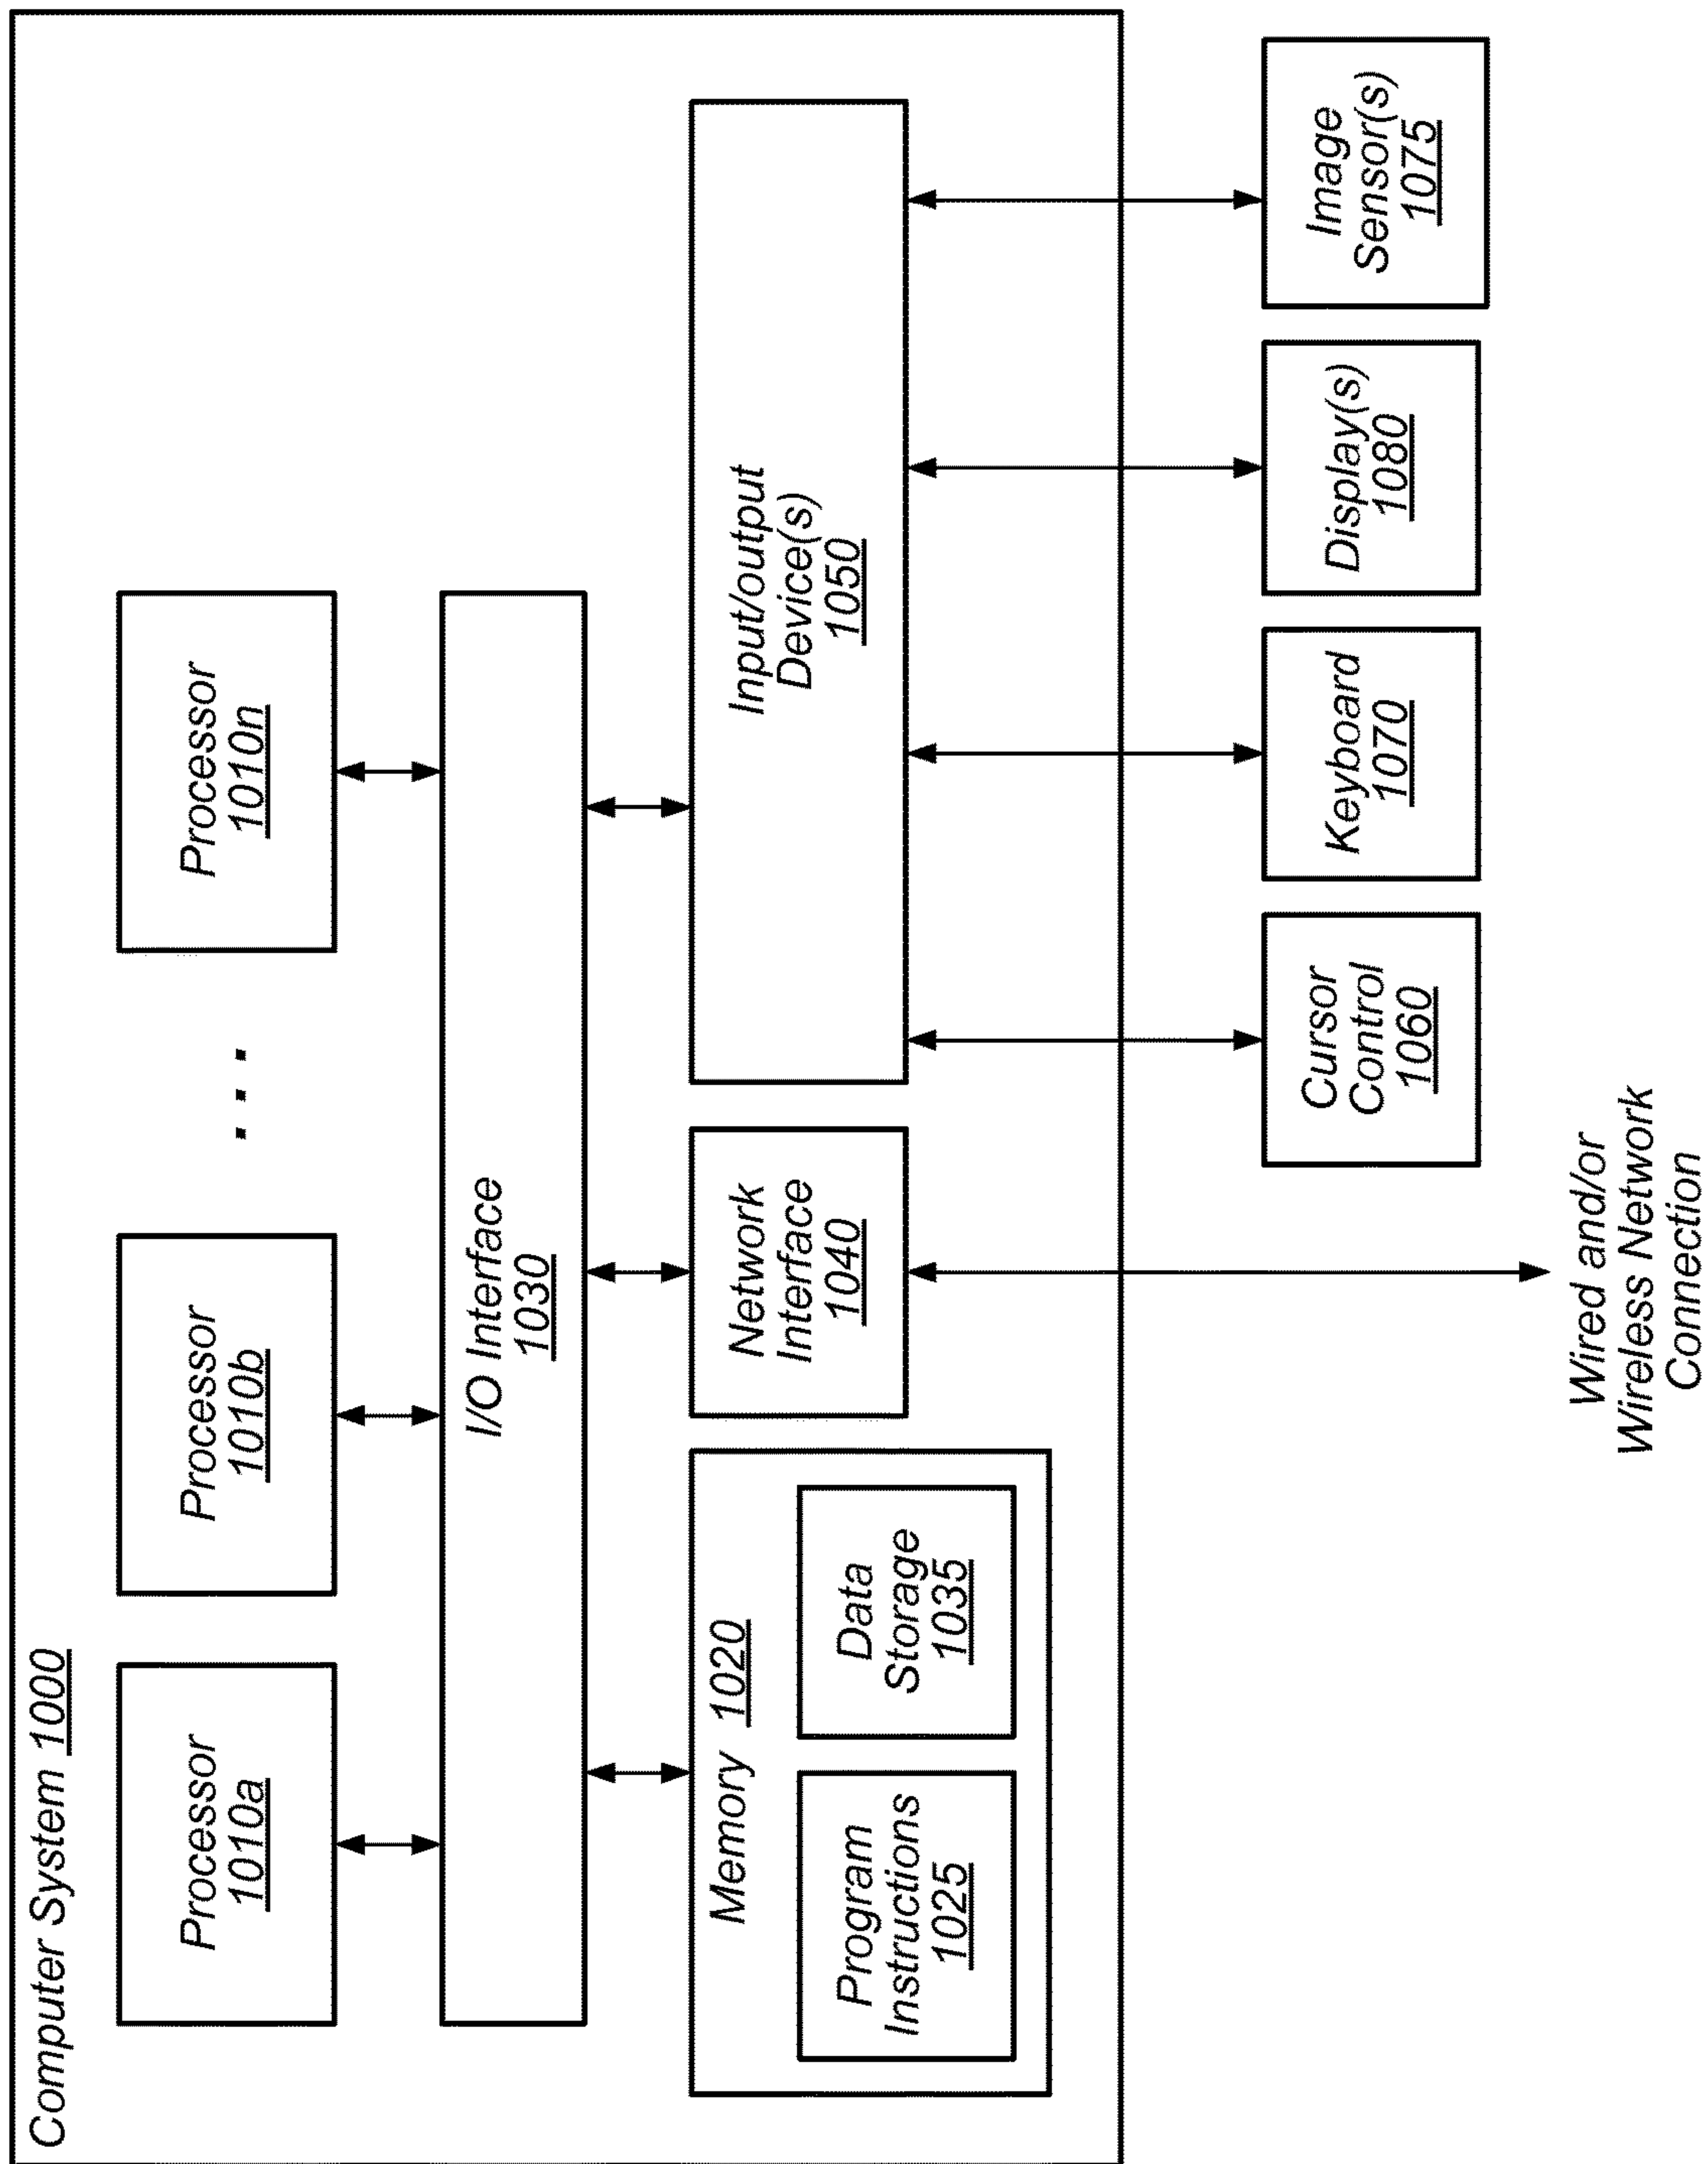 Computer System 1000
Processor
1010a
Processor
1010b
. . .
Processor
1010n
I/O Interface
1030
Memory 1020
Program
Instructions
1025
Data
Storage
1035
Network
Interface
1040
Input/output
Device(s)
1050
Cursor
Control
1060
Keyboard
1070
Display(s)
1080
Image
Sensor(s)
1075
Wired and/or
Wireless Network
Connection